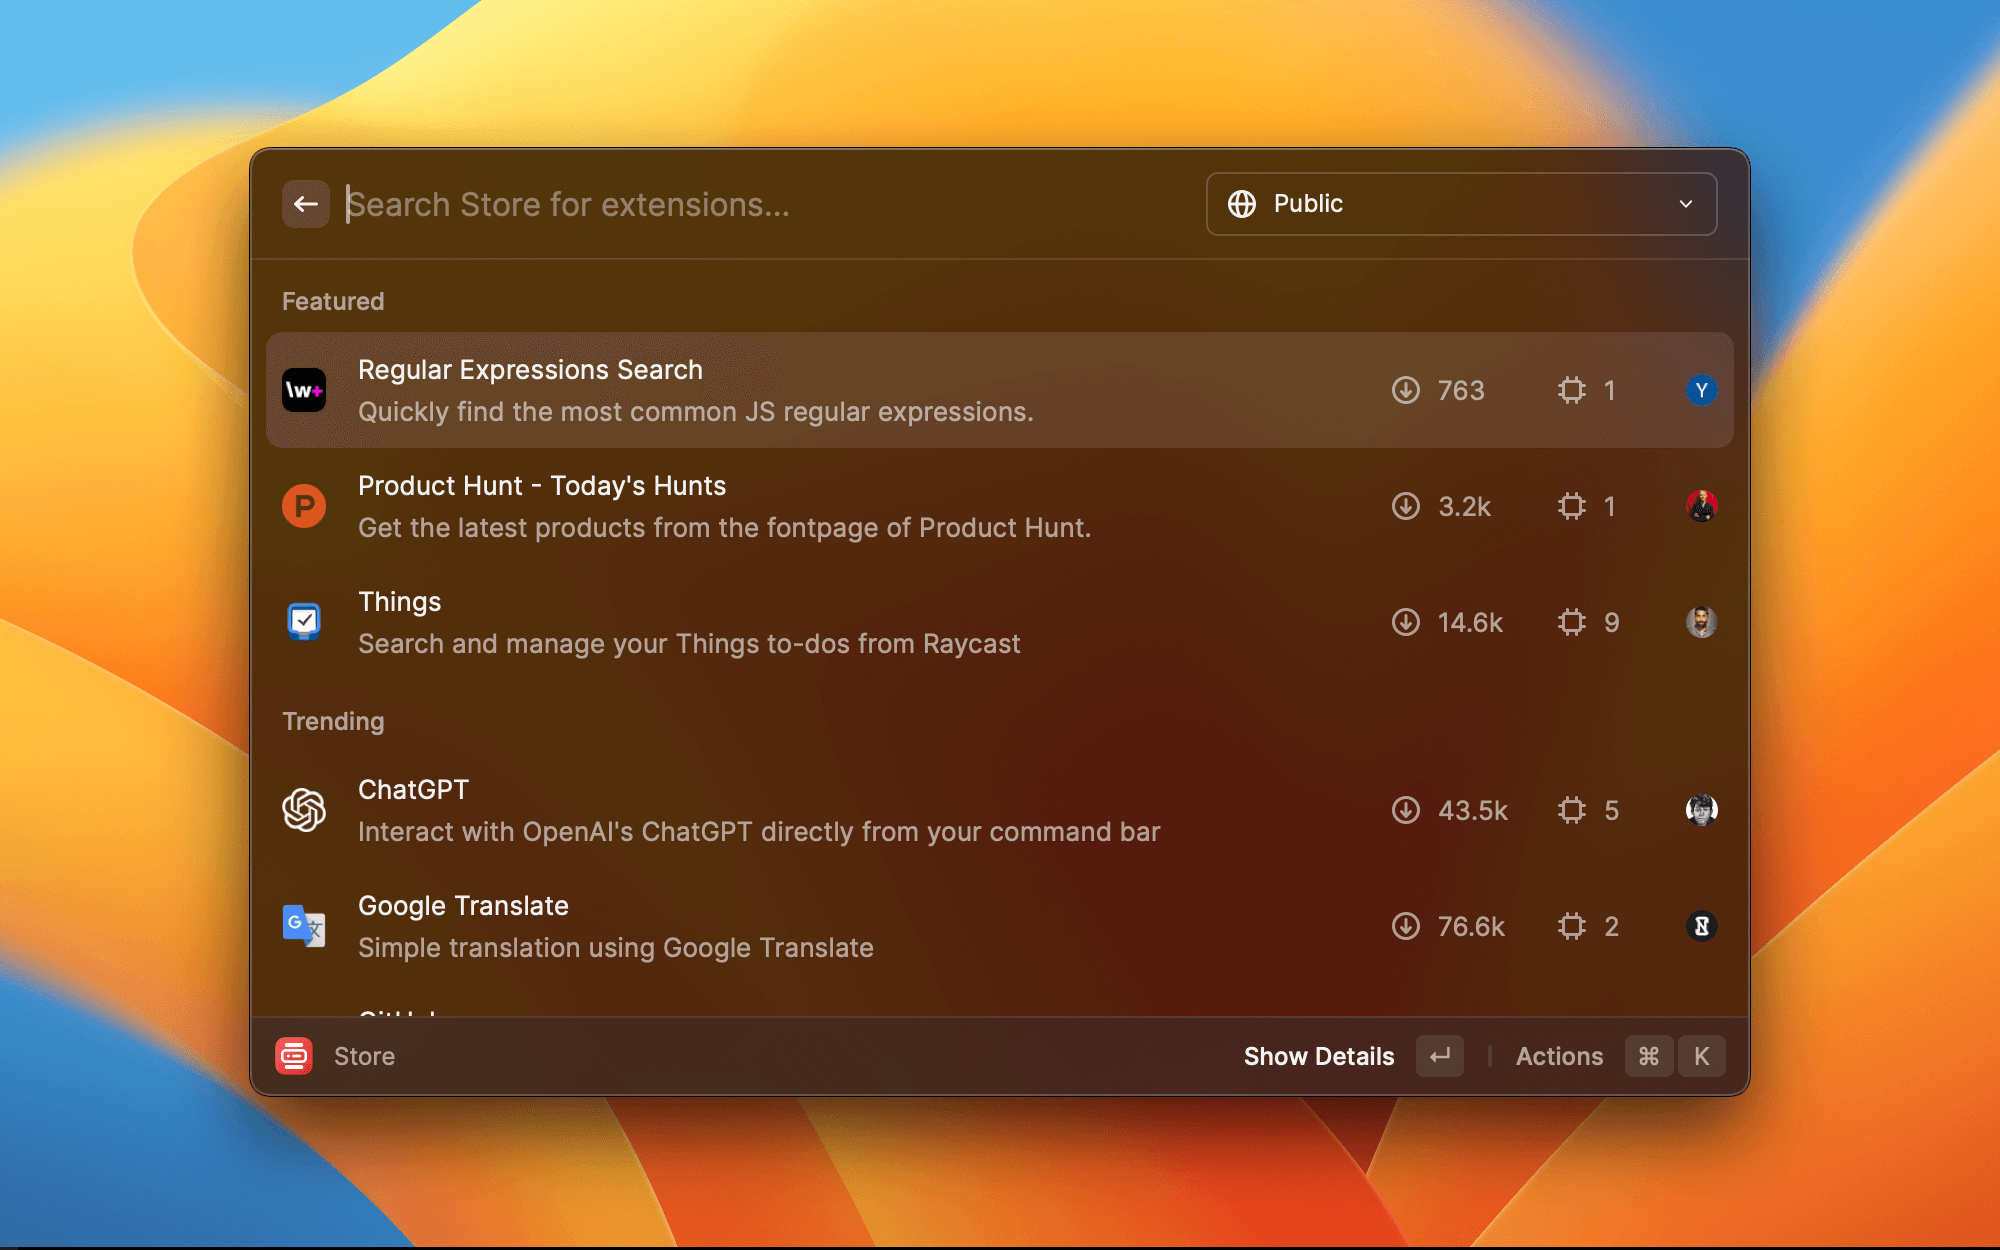 Search Store for extensions...
Public
Featured
\w+
Regular Expressions Search
Quickly find the most common JS regular expressions.
763
1
Y
P
Product Hunt - Today's Hunts
Get the latest products from the fontpage of Product Hunt.
3.2k
1
Things
Search and manage your Things to-dos from Raycast
14.6k
9
Trending
ChatGPT
Interact with OpenAI's ChatGPT directly from your command bar
43.5k
5
G 文
Google Translate
Simple translation using Google Translate
76.6k
2
N
GitHub
Store
Show Details
Actions
⌘ K